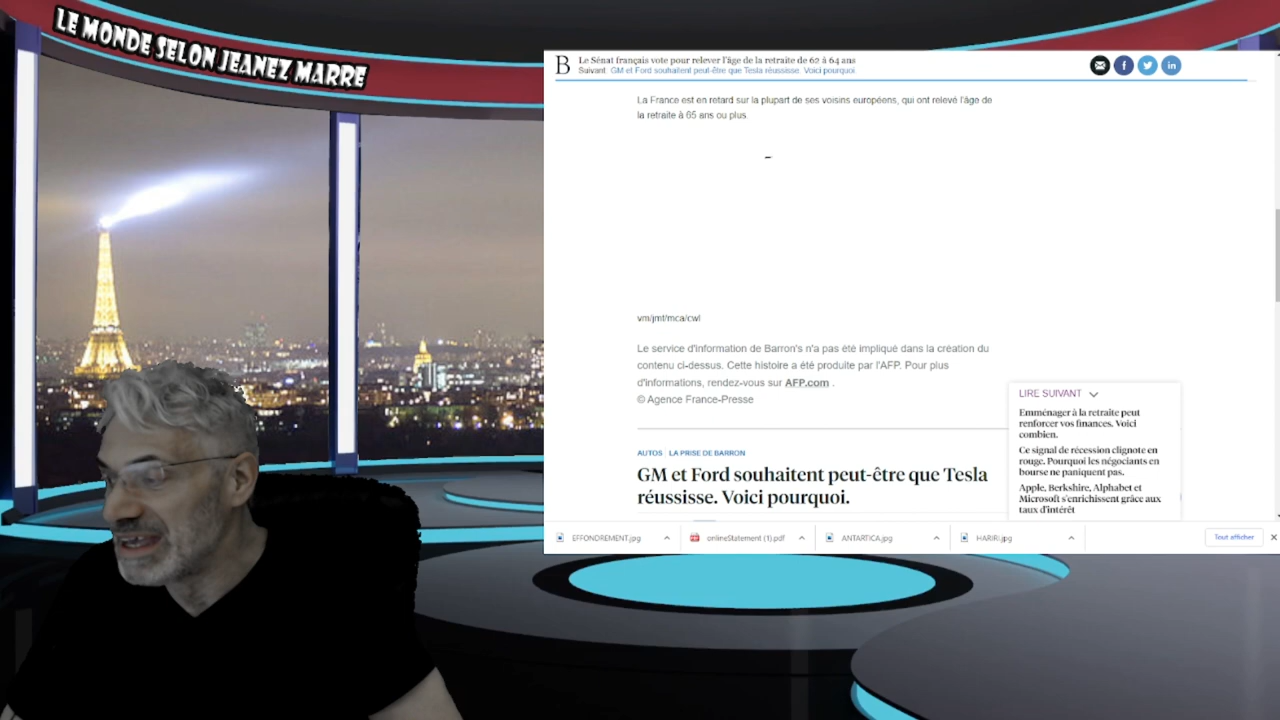 LE MONDE SELON JEANEZ MARRE
B
Le Sénat français vote pour relever l'âge de la retraite de 62 à 64 ans
Suivant GM et Ford souhaitent peut-être que Tesla réussisse. Voici pourquoi.
La France est en retard sur la plupart de ses voisins européens, qui ont relevé l'âge de
la retraite à 65 ans ou plus
vm/jmt/mca/cwl
Le service d'information de Barron's n'a pas été impliqué dans la création du
contenu ci-dessus. Cette histoire a été produite par l'AFP. Pour plus
d'informations, rendez-vous sur AFP.com .
© Agence France-Presse
AUTOS LA PRISE DE BARRON
GM et Ford souhaitent peut-être que Tesla
réussisse. Voici pourquoi.
LIRE SUIVANT
Emménager à la retraite peut
renforcer vos finances. Voici
combien.
Ce signal de récession clignote en
rouge. Pourquoi les négociants en
bourse ne paniquent pas.
Apple, Berkshire, Alphabet et
Microsoft s'enrichissent grâce aux
taux d'intérêt
EFFONDREMENT.jpg
onlineStatement (1).pdf
ANTARTICA.jpg
HARIRI.jpg
Tout afficher